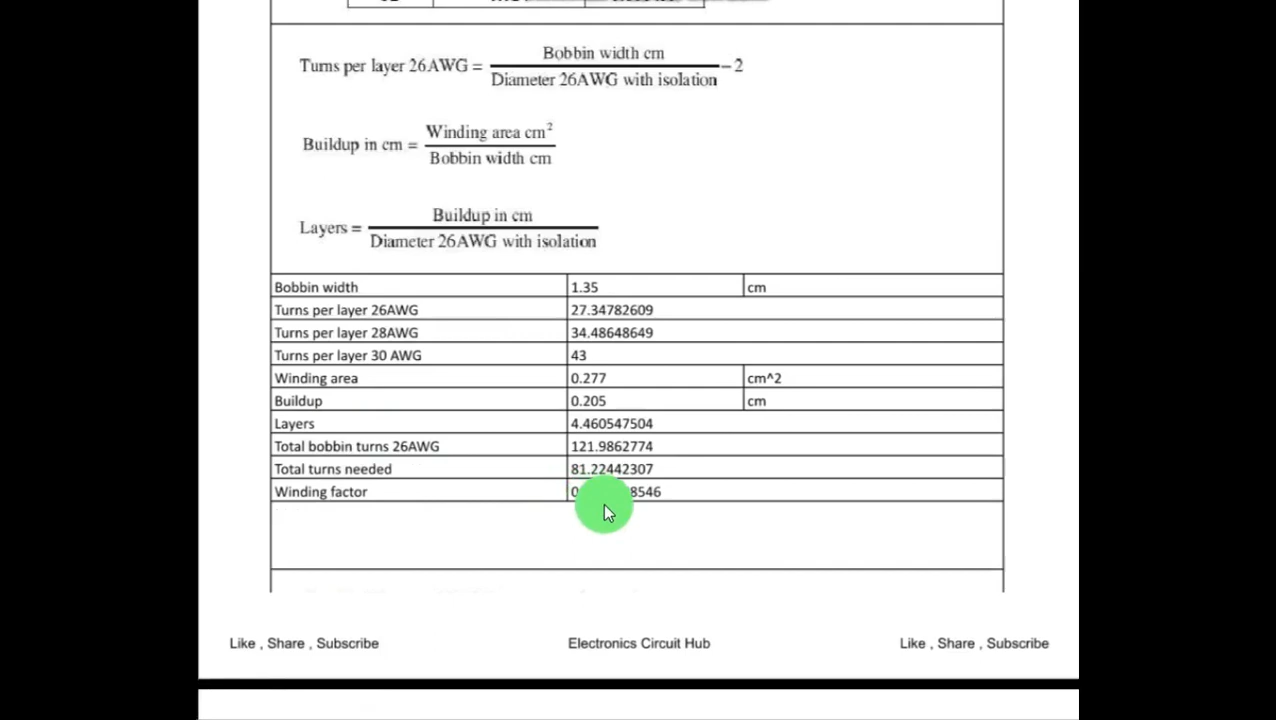 Turns per layer 26AWG = Bobbin width cm / Diameter 26AWG with isolation − 2
Buildup in cm = Winding area cm² / Bobbin width cm
Layers = Buildup in cm / Diameter 26AWG with isolation
Bobbin width 1.35 cm
Turns per layer 26AWG 27.34782609
Turns per layer 28AWG 34.48648649
Turns per layer 30 AWG 43
Winding area 0.277 cm^2
Buildup 0.205 cm
Layers 4.460547504
Total bobbin turns 26AWG 121.9862774
Total turns needed 81.22442307
Winding factor
Like , Share , Subscribe Electronics Circuit Hub Like , Share , Subscribe